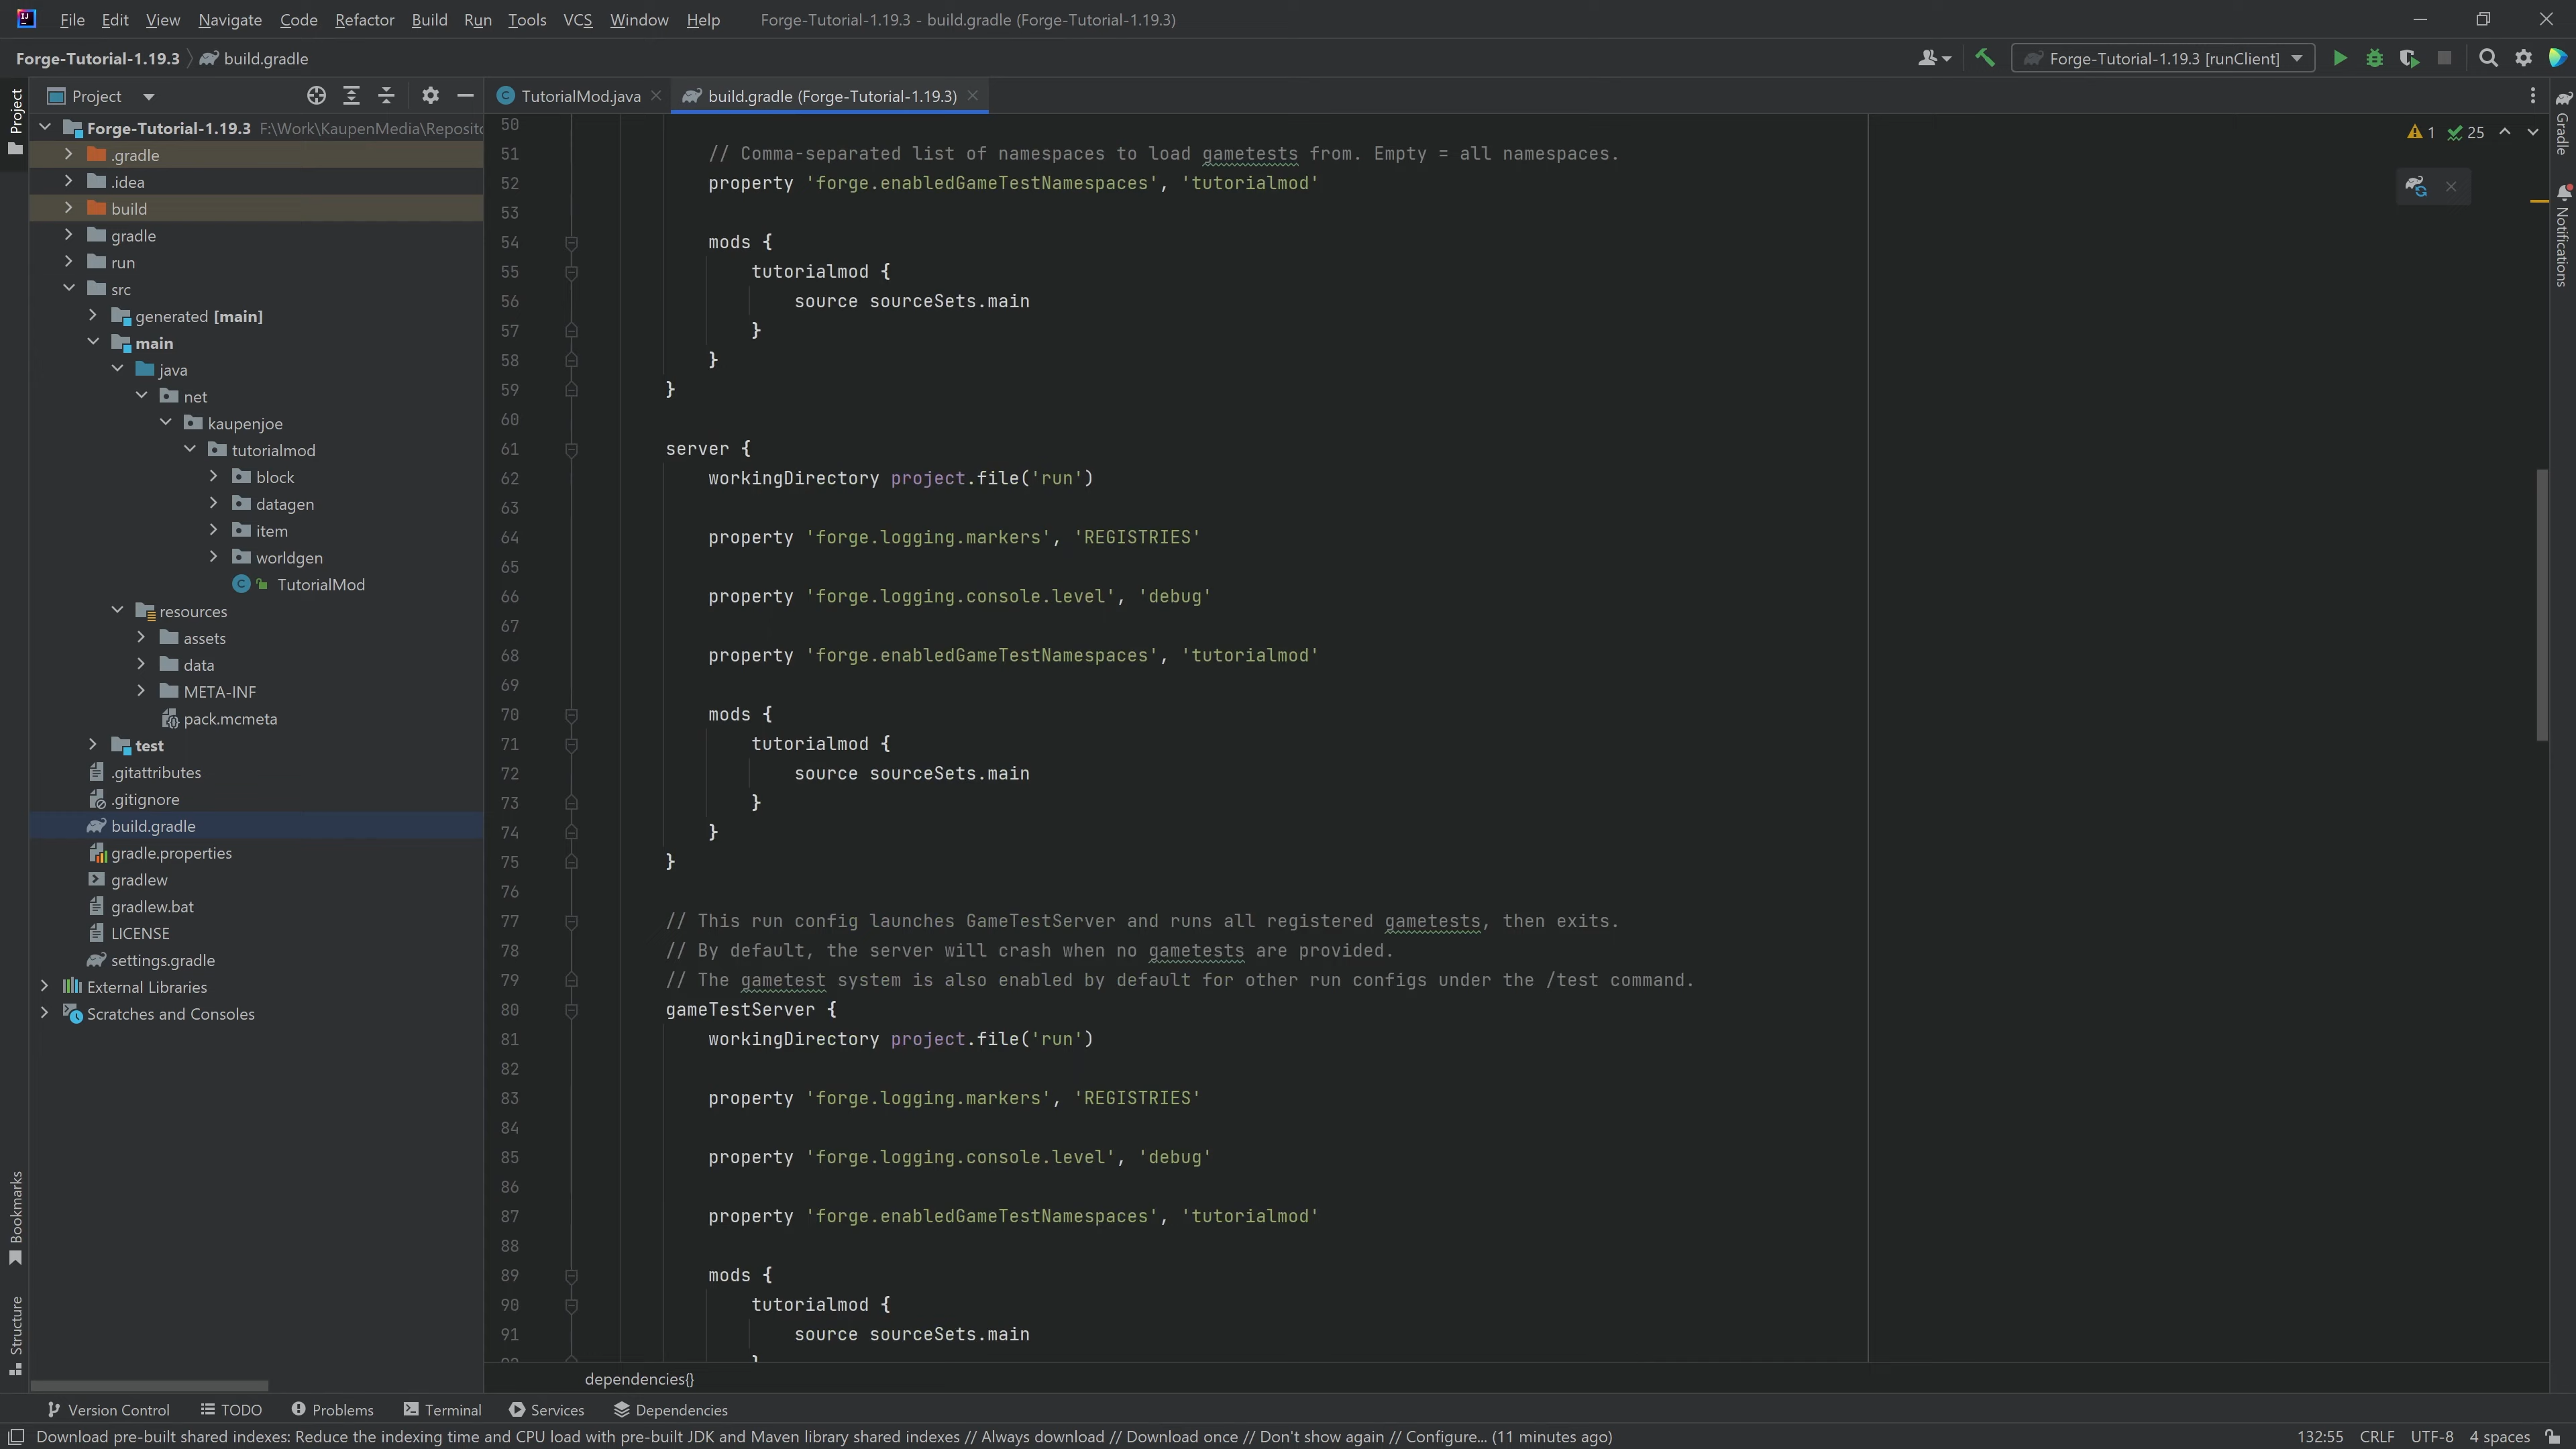 File Edit View Navigate Code Refactor Build Run Tools VCS Window Help Forge-Tutorial-1.19.3 - build.gradle (Forge-Tutorial-1.19.3)
Forge-Tutorial-1.19.3 build.gradle Forge-Tutorial-1.19.3 [runClient]
Project
Project
TutorialMod.java
build.gradle (Forge-Tutorial-1.19.3)
Forge-Tutorial-1.19.3 F:\Work\KaupenMedia\Reposito
.gradle
.idea
build
gradle
run
src
generated [main]
main
java
net
kaupenjoe
tutorialmod
block
datagen
item
worldgen
TutorialMod
resources
assets
data
META-INF
pack.mcmeta
test
.gitattributes
.gitignore
build.gradle
gradle.properties
gradlew
gradlew.bat
LICENSE
settings.gradle
External Libraries
Scratches and Consoles
Bookmarks
Structure
50
51 // Comma-separated list of namespaces to load gametests from. Empty = all namespaces.
52 property 'forge.enabledGameTestNamespaces', 'tutorialmod'
53
54 mods {
55 tutorialmod {
56 source sourceSets.main
57 }
58 }
59 }
60
61 server {
62 workingDirectory project.file('run')
63
64 property 'forge.logging.markers', 'REGISTRIES'
65
66 property 'forge.logging.console.level', 'debug'
67
68 property 'forge.enabledGameTestNamespaces', 'tutorialmod'
69
70 mods {
71 tutorialmod {
72 source sourceSets.main
73 }
74 }
75 }
76
77 // This run config launches GameTestServer and runs all registered gametests, then exits.
78 // By default, the server will crash when no gametests are provided.
79 // The gametest system is also enabled by default for other run configs under the /test command.
80 gameTestServer {
81 workingDirectory project.file('run')
82
83 property 'forge.logging.markers', 'REGISTRIES'
84
85 property 'forge.logging.console.level', 'debug'
86
87 property 'forge.enabledGameTestNamespaces', 'tutorialmod'
88
89 mods {
90 tutorialmod {
91 source sourceSets.main
92 }
1 25
Gradle
Notifications
dependencies{}
Version Control TODO Problems Terminal Services Dependencies
Download pre-built shared indexes: Reduce the indexing time and CPU load with pre-built JDK and Maven library shared indexes // Always download // Download once // Don't show again // Configure... (11 minutes ago) 132:55 CRLF UTF-8 4 spaces